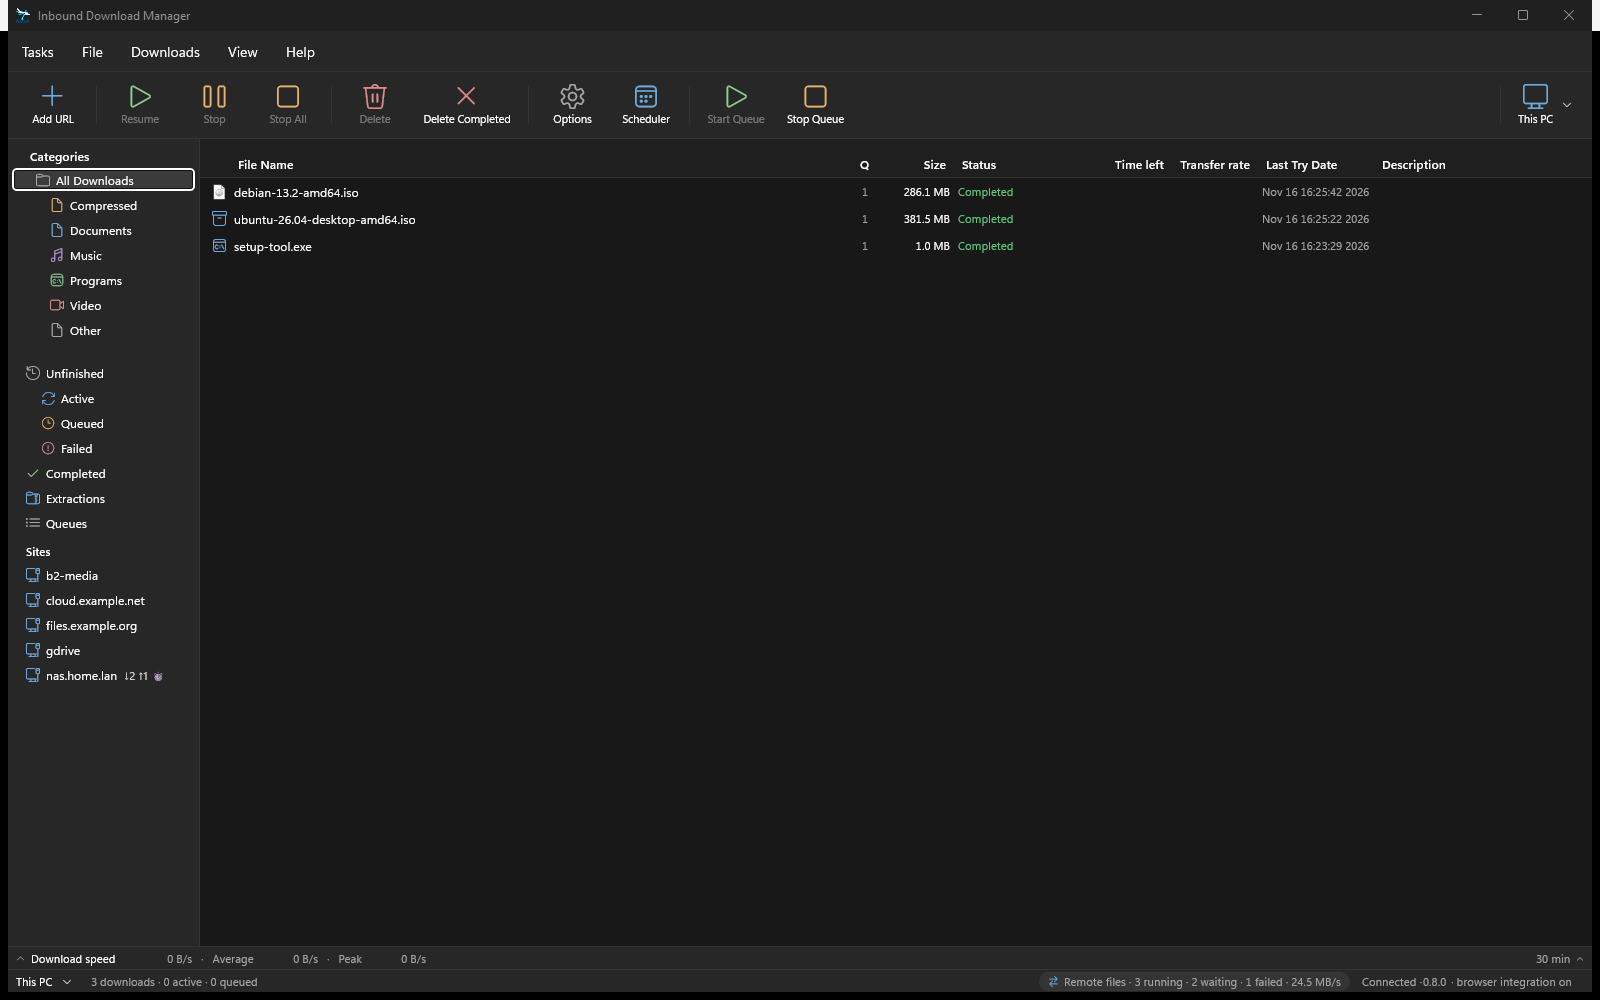 Inbound Download Manager
Tasks File Downloads View Help
Add URL Resume Stop Stop All Delete Delete Completed Options Scheduler Start Queue Stop Queue This PC
Categories
All Downloads
Compressed
Documents
Music
Programs
Video
Other
Unfinished
Active
Queued
Failed
Completed
Extractions
Queues
Sites
b2-media
cloud.example.net
files.example.org
gdrive
nas.home.lan ↓2 ↑1
File Name Q Size Status Time left Transfer rate Last Try Date Description
debian-13.2-amd64.iso 1 286.1 MB Completed Nov 16 16:25:42 2026
ubuntu-26.04-desktop-amd64.iso 1 381.5 MB Completed Nov 16 16:25:22 2026
setup-tool.exe 1 1.0 MB Completed Nov 16 16:23:29 2026
Download speed 0 B/s · Average 0 B/s · Peak 0 B/s 30 min
This PC 3 downloads · 0 active · 0 queued Remote files · 3 running · 2 waiting · 1 failed · 24.5 MB/s Connected ·0.8.0 · browser integration on